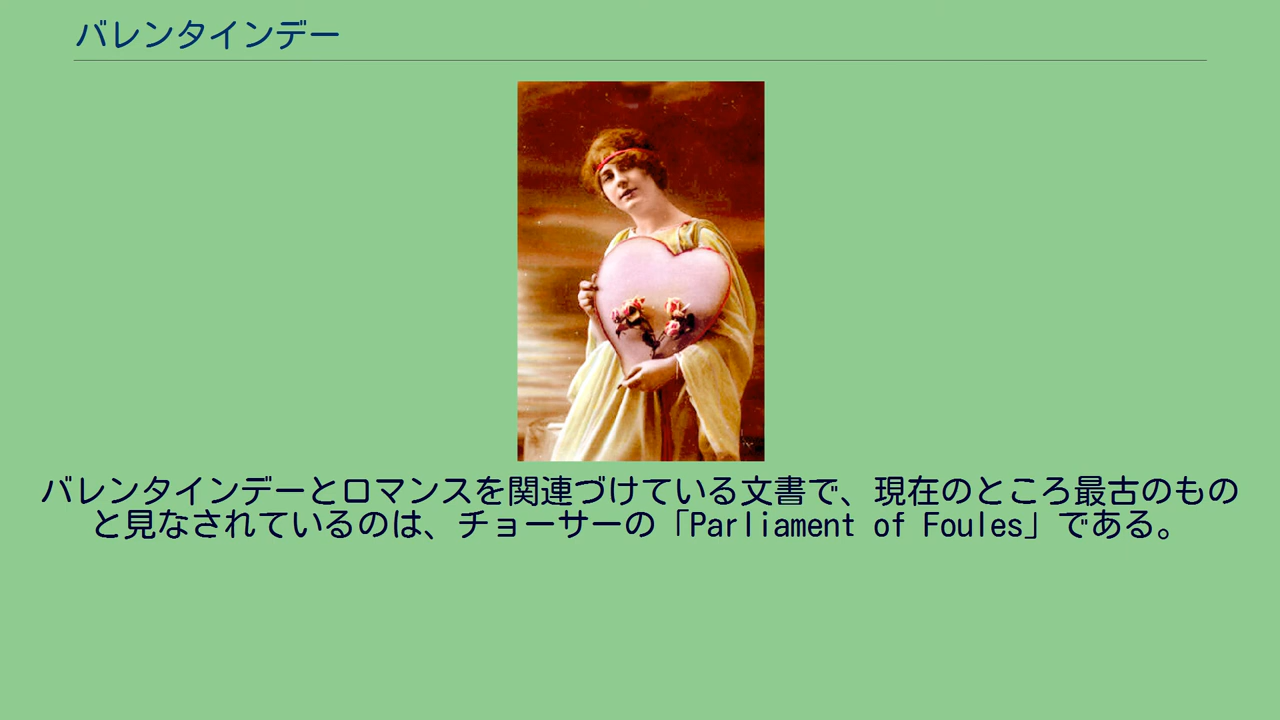 バレンタインデー
バレンタインデーとロマンスを関連づけている文書で、現在のところ最古のもの
と見なされているのは、チョーサーの「Parliament of Foules」である。